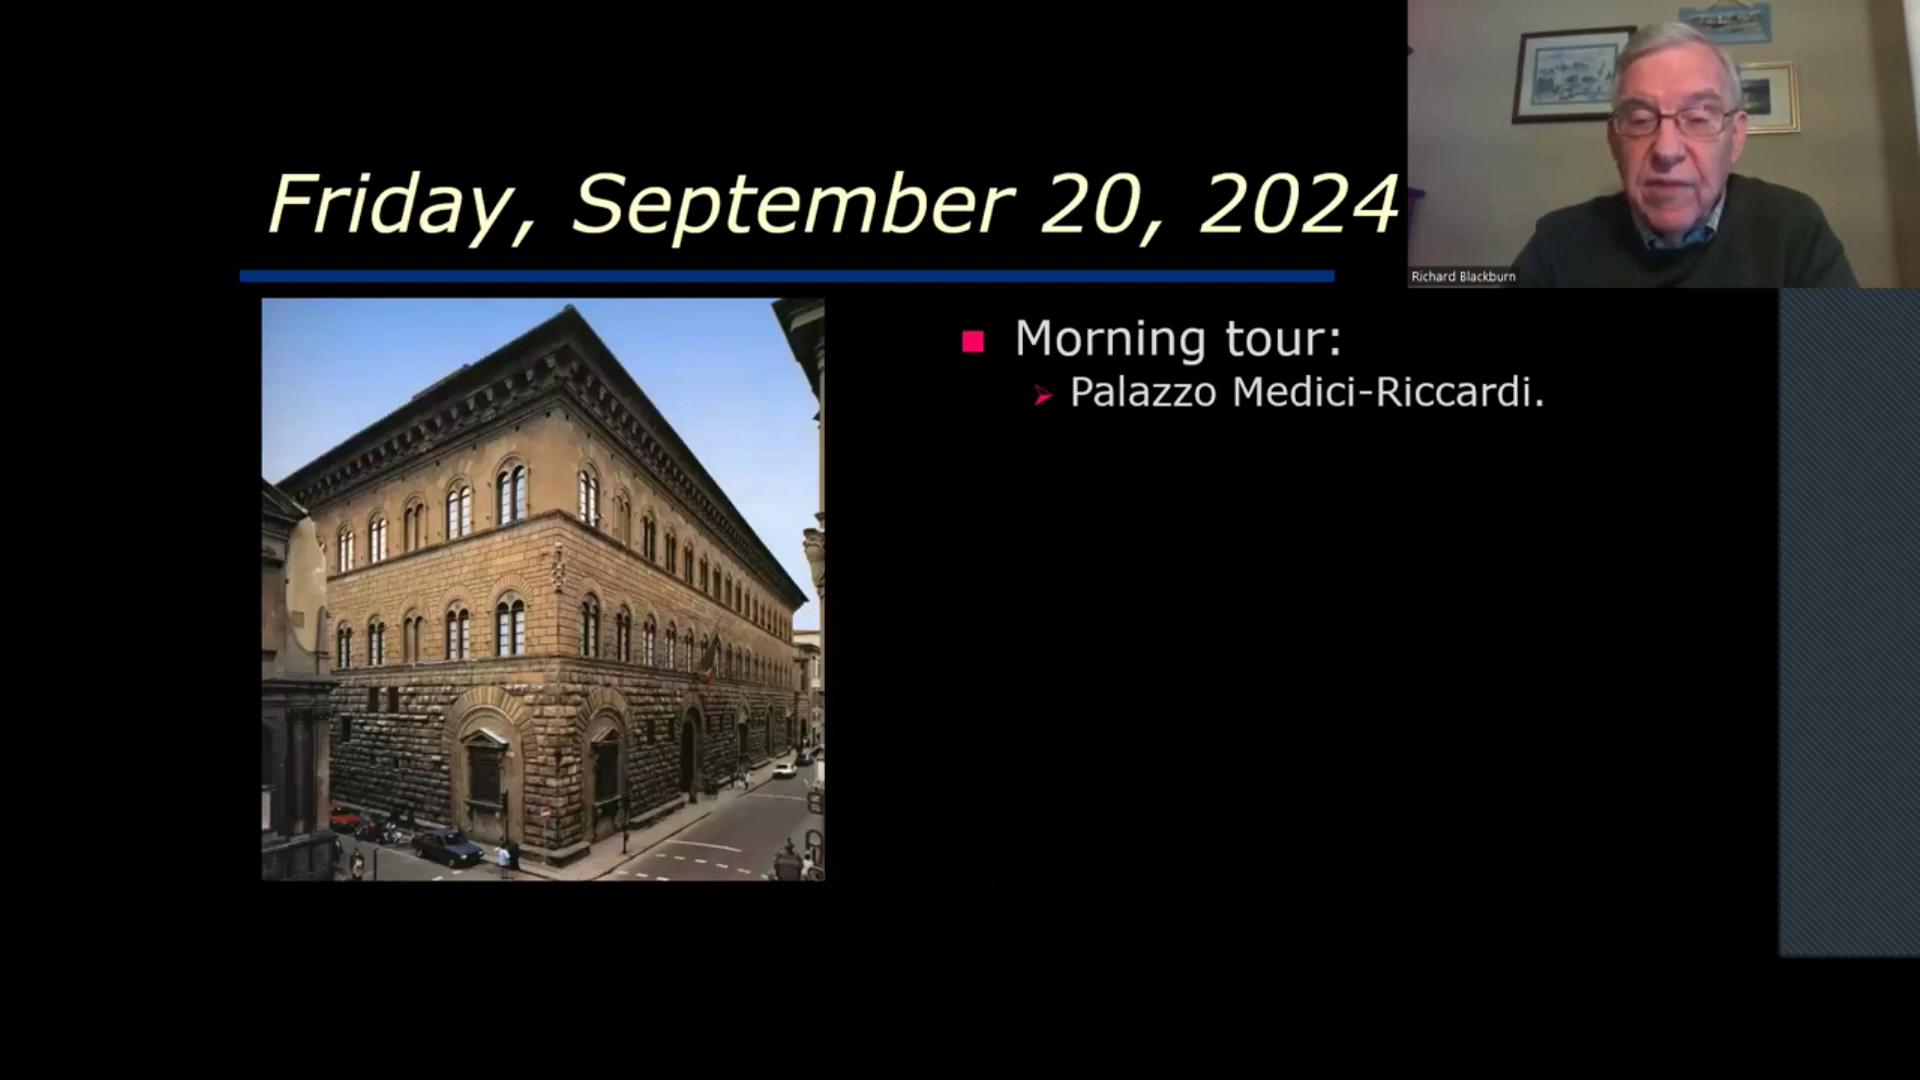 Friday, September 20, 2024
Richard Blackburn
Morning tour:
Palazzo Medici-Riccardi.